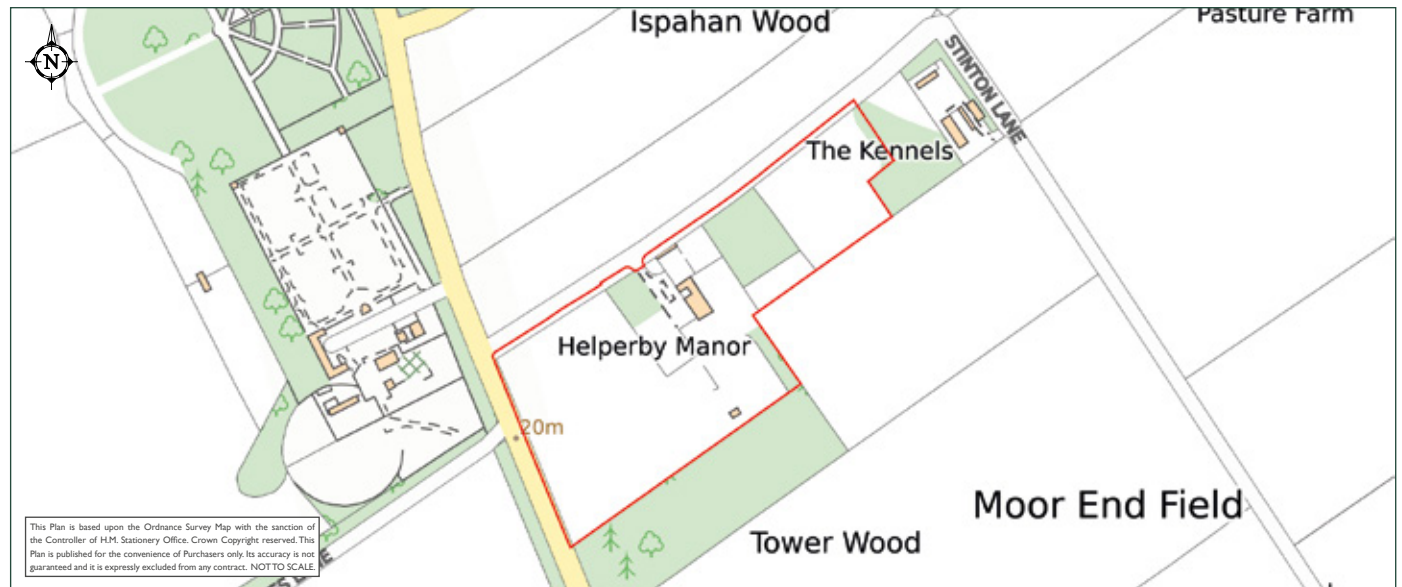 Ispahan Wood
Pasture Farm
N
STINTON LANE
The Kennels
Helperby Manor
20m
Moor End Field
Tower Wood
This Plan is based upon the Ordnance Survey Map with the sanction of
the Controller of H.M. Stationery Office. Crown Copyright reserved. This
Plan is published for the convenience of Purchasers only. Its accuracy is not
guaranteed and it is expressly excluded from any contract. NOT TO SCALE.
LANE